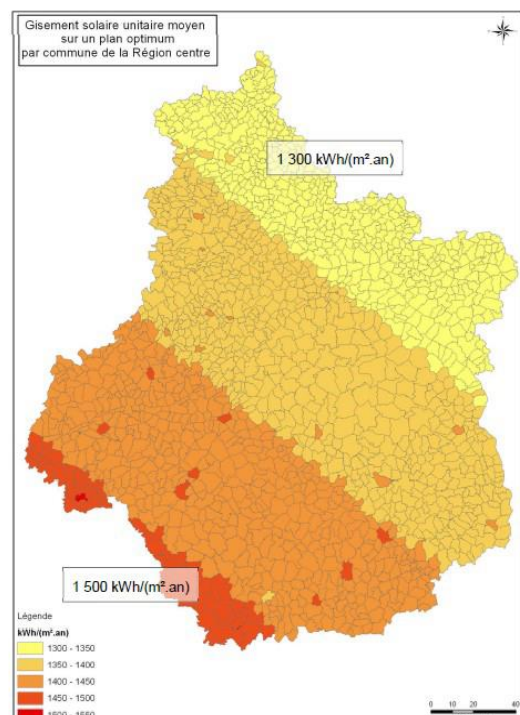 Gisement solaire unitaire moyen
sur un plan optimum
par commune de la Région centre
1 300 kWh/(m².an)
1 500 kWh/(m².an)
Légende
kWh/(m².an)
1300 - 1350
1350 - 1400
1400 - 1450
1450 - 1500
1500 - 1550
0 10 20 40